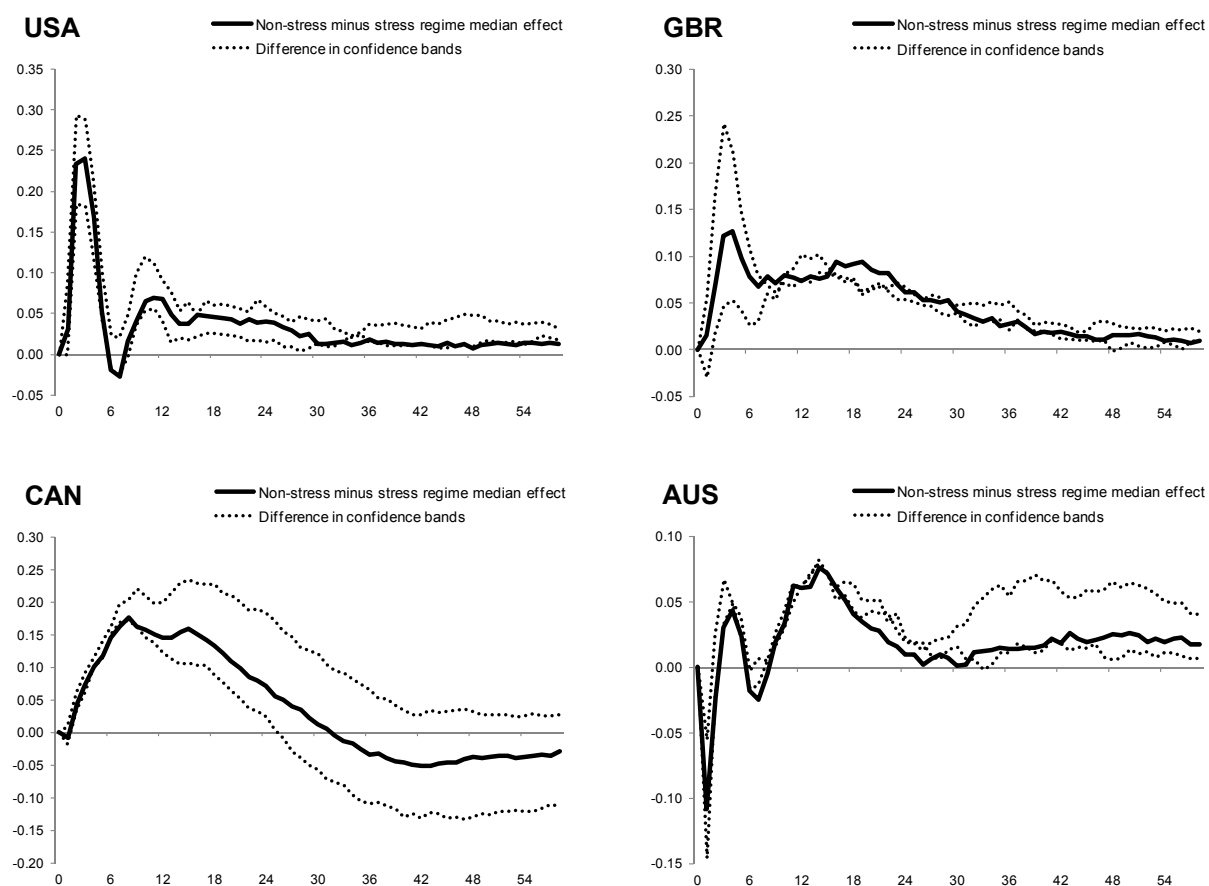 USA
Non-stress minus stress regime median effect
Difference in confidence bands
0.35
0.30
0.25
0.20
0.15
0.10
0.05
0.00
-0.05
0 6 12 18 24 30 36 42 48 54
GBR
Non-stress minus stress regime median effect
Difference in confidence bands
0.30
0.25
0.20
0.15
0.10
0.05
0.00
-0.05
0 6 12 18 24 30 36 42 48 54
CAN
Non-stress minus stress regime median effect
Difference in confidence bands
0.30
0.25
0.20
0.15
0.10
0.05
0.00
-0.05
-0.10
-0.15
-0.20
0 6 12 18 24 30 36 42 48 54
AUS
Non-stress minus stress regime median effect
Difference in confidence bands
0.10
0.05
0.00
-0.05
-0.10
-0.15
0 6 12 18 24 30 36 42 48 54